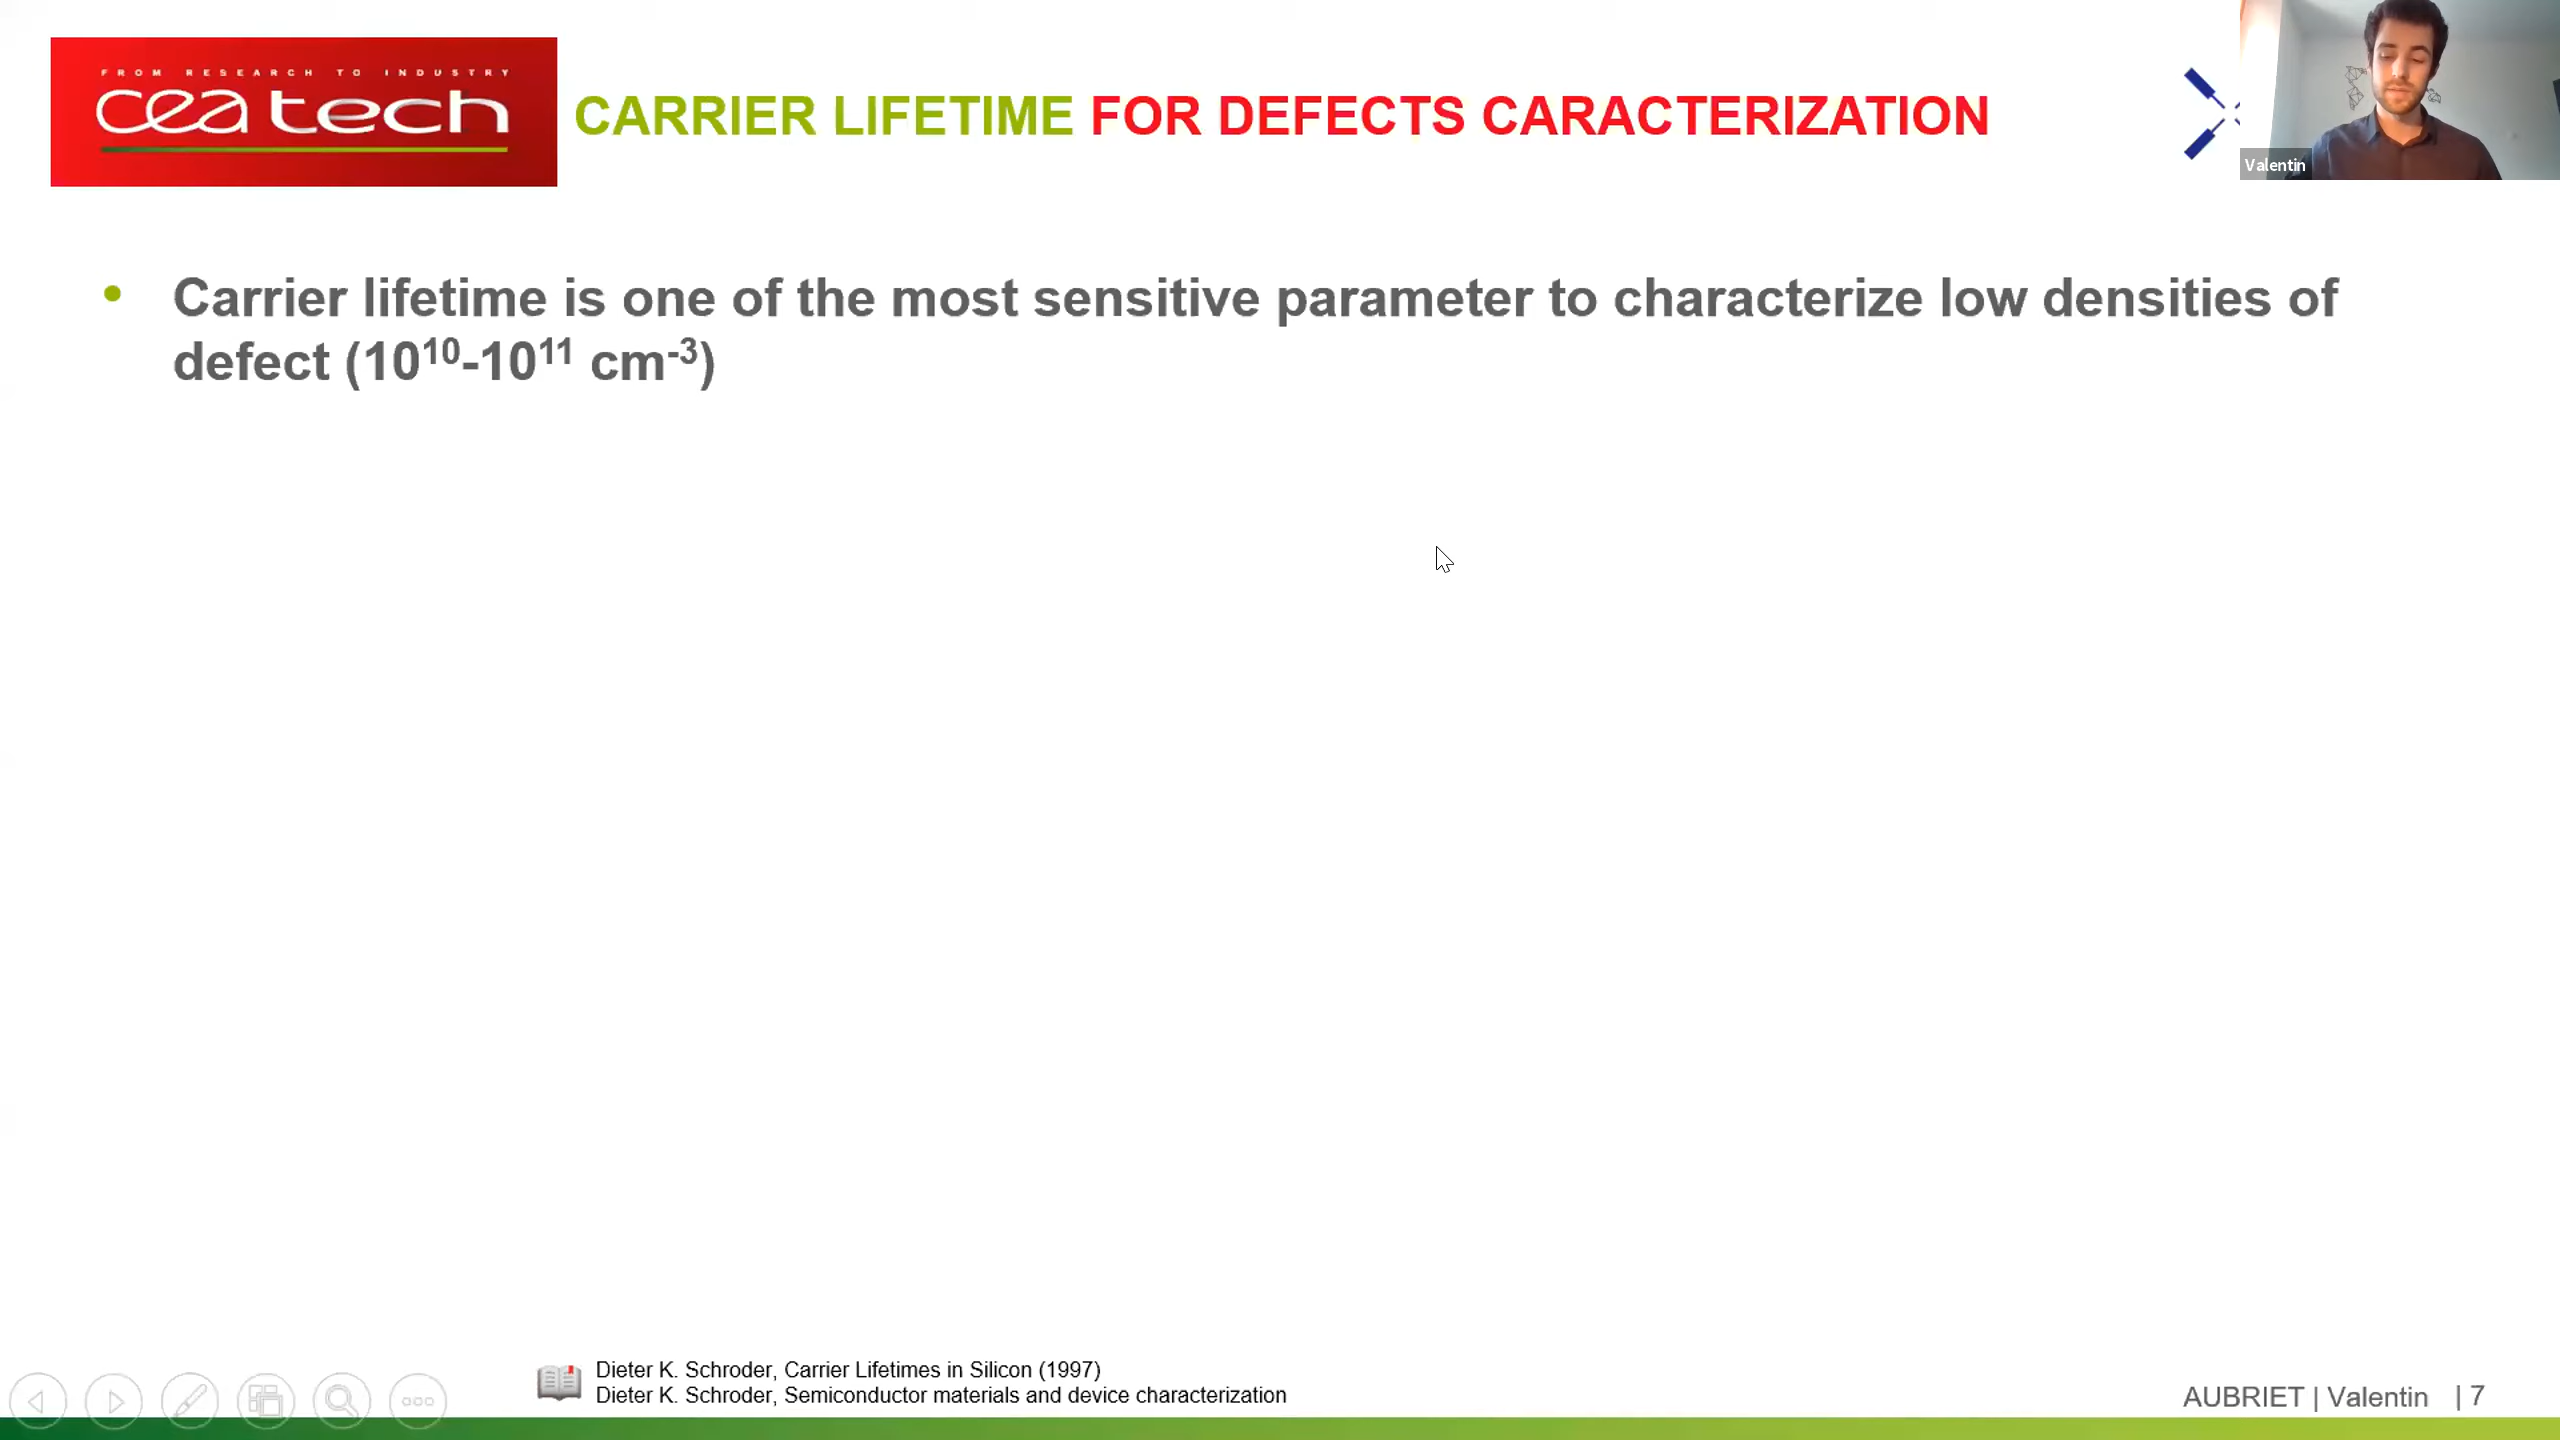 FROM RESEARCH TO INDUSTRY
cea tech
CARRIER LIFETIME FOR DEFECTS CARACTERIZATION
Valentin
• Carrier lifetime is one of the most sensitive parameter to characterize low densities of
defect (10¹⁰-10¹¹ cm⁻³)
Dieter K. Schroder, Carrier Lifetimes in Silicon (1997)
Dieter K. Schroder, Semiconductor materials and device characterization
AUBRIET | Valentin | 7